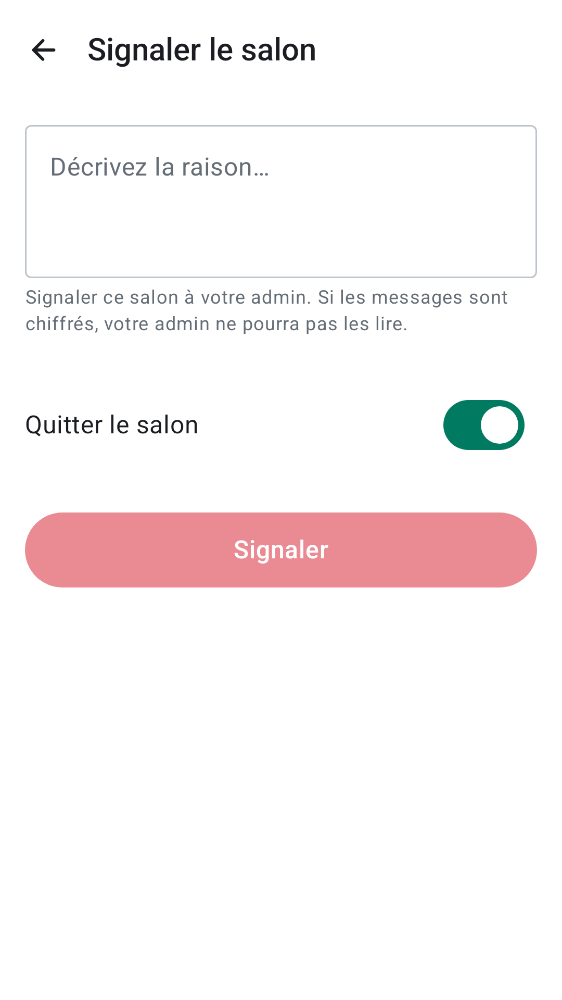 Signaler le salon
Décrivez la raison…
Signaler ce salon à votre admin. Si les messages sont
chiffrés, votre admin ne pourra pas les lire.
Quitter le salon
Signaler